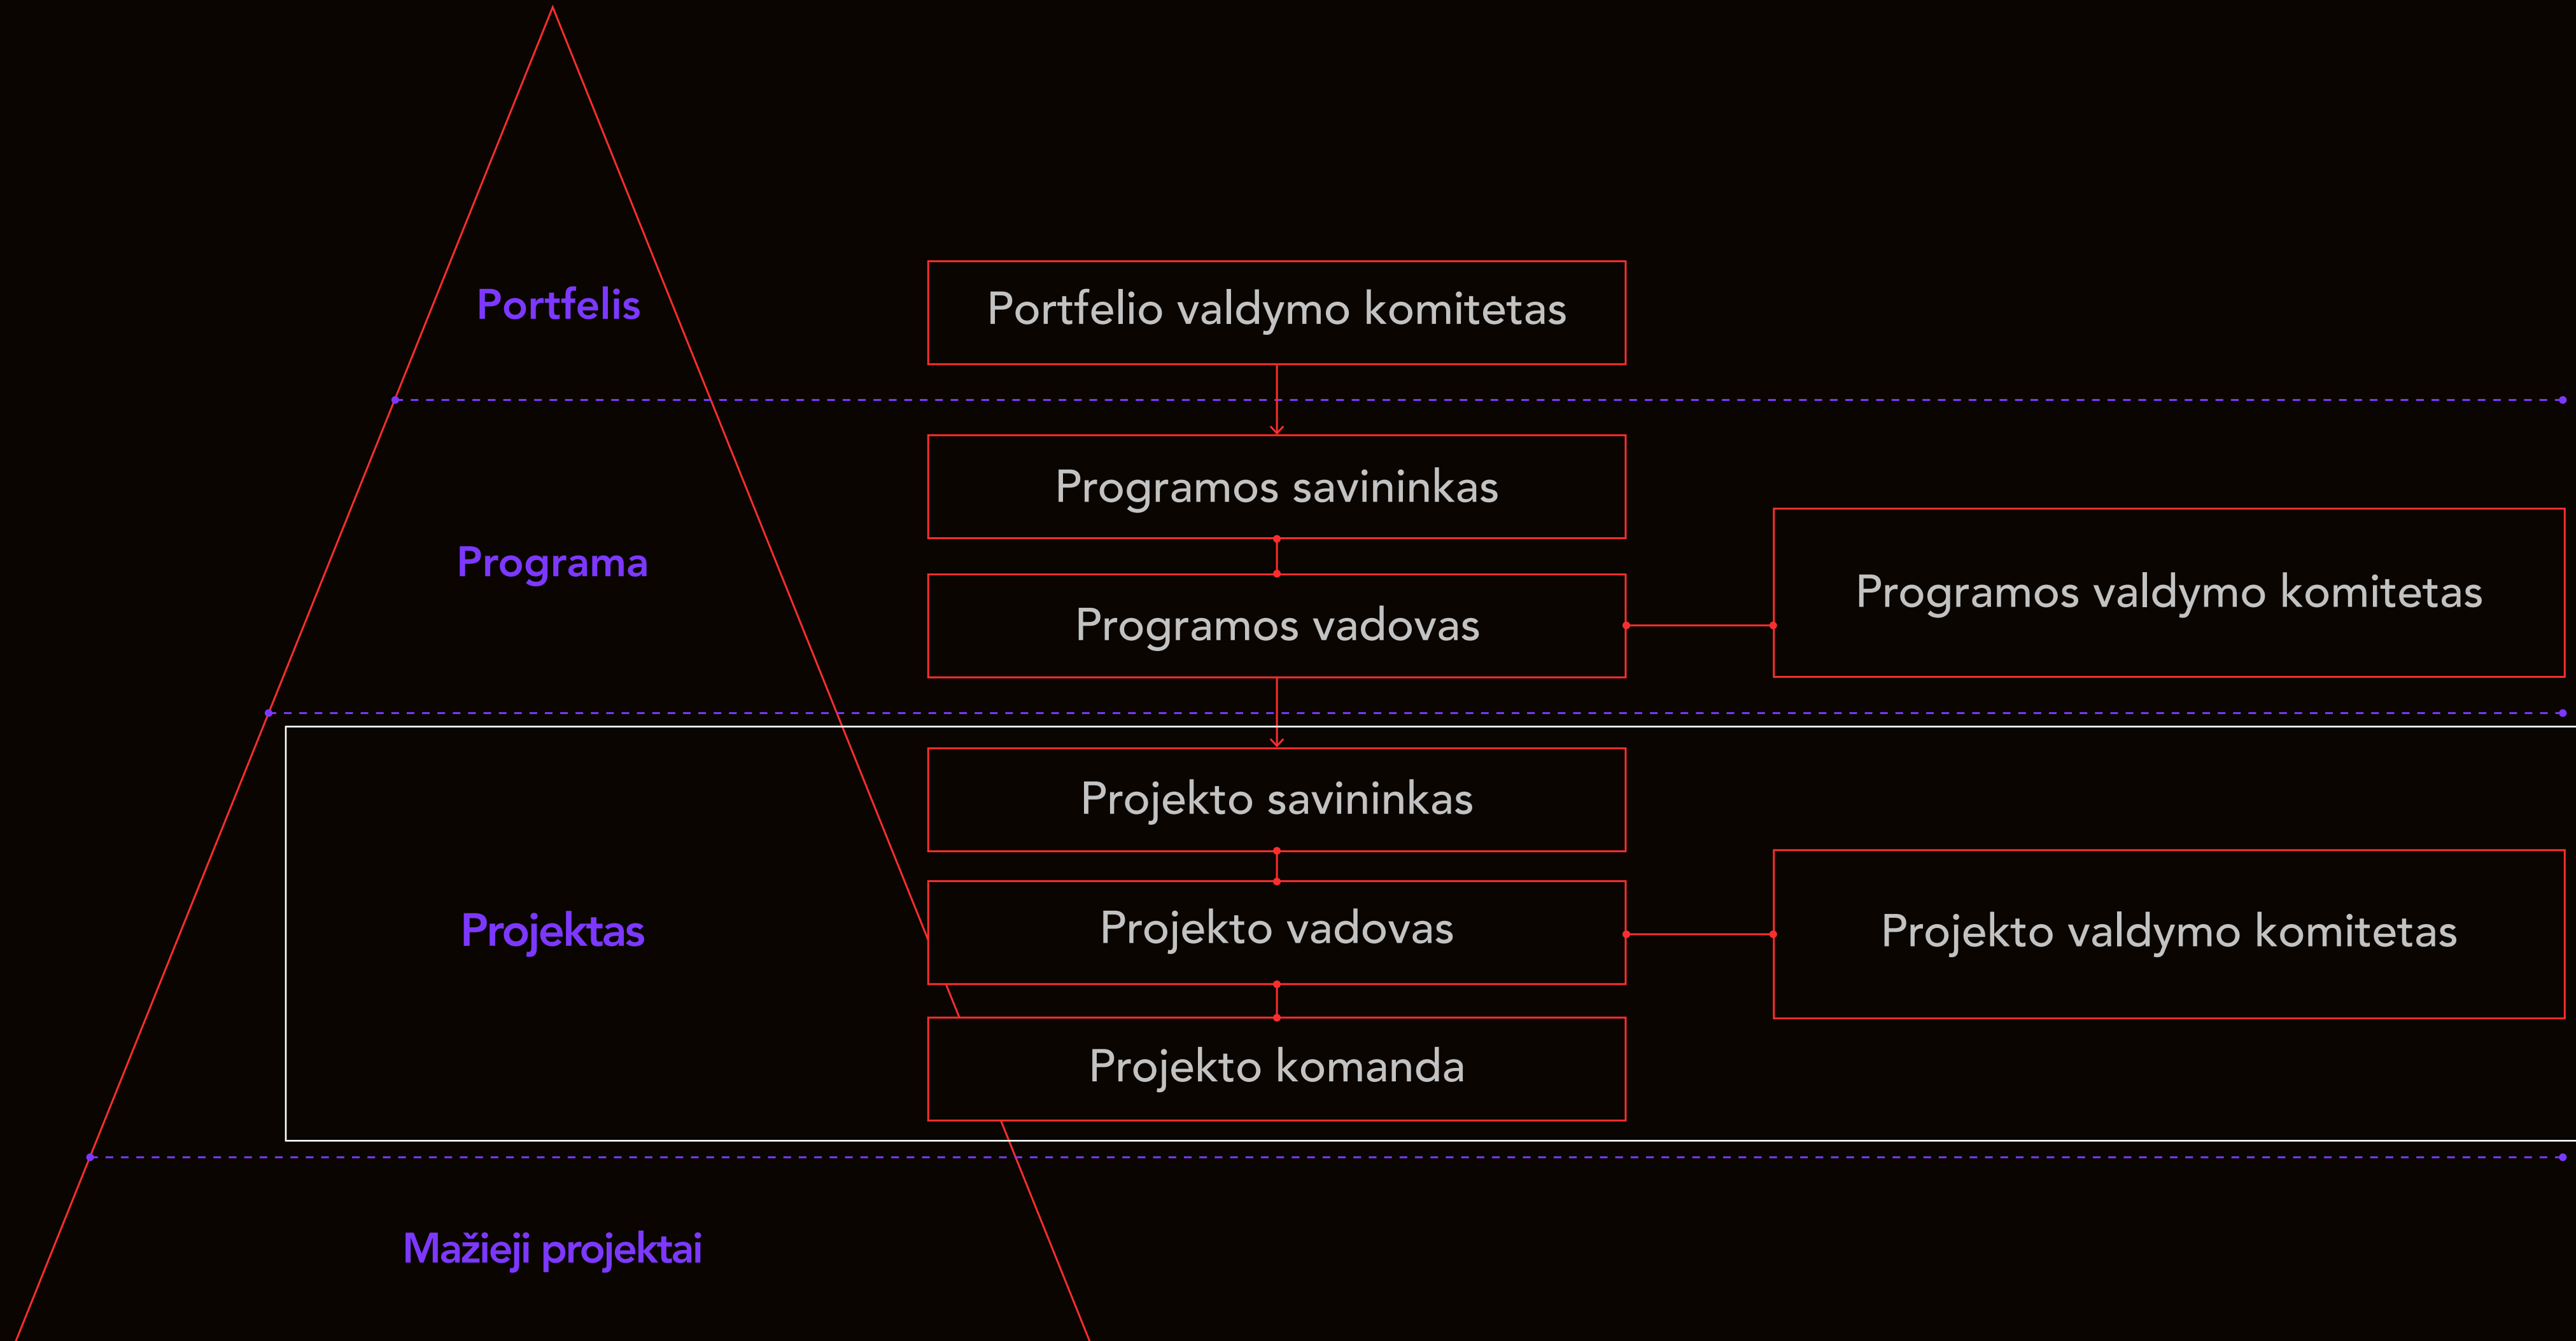 Portfelis
Portfelio valdymo komitetas
Programos savininkas
Programa
Programos vadovas
Programos valdymo komitetas
Projekto savininkas
Projektas
Projekto vadovas
Projekto valdymo komitetas
Projekto komanda
Mažieji projektai